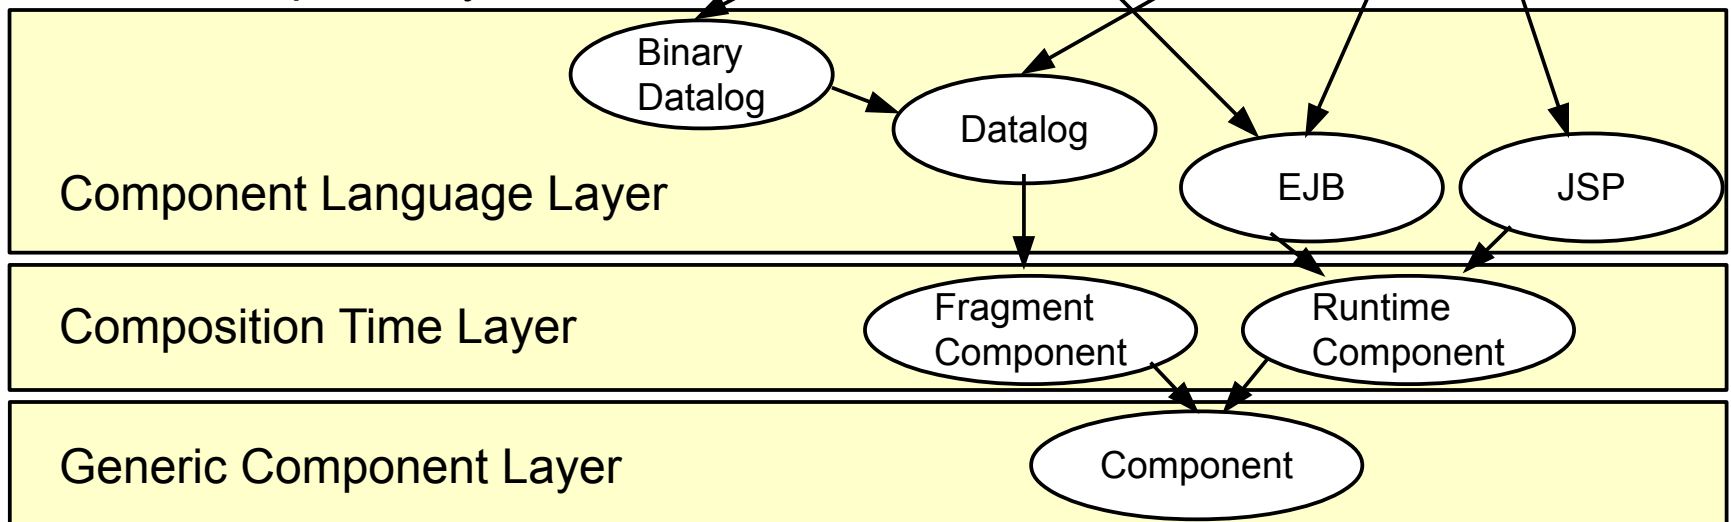 Binary
Datalog
Datalog
EJB
JSP
Component Language Layer
Fragment
Component
Runtime
Component
Composition Time Layer
Component
Generic Component Layer